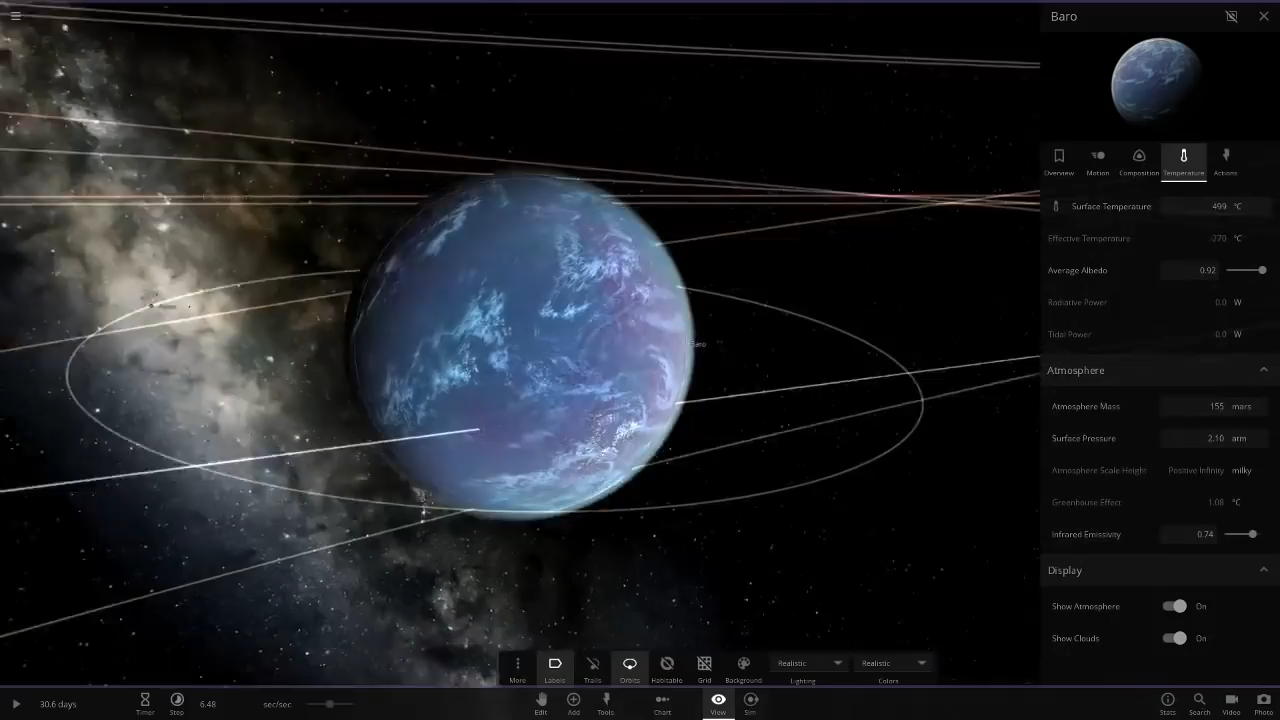 Baro
Overview
Motion
Composition
Temperature
Actions
Surface Temperature 499 °C
Effective Temperature -270 °C
Average Albedo 0.92
Radiative Power 0.0 W
Tidal Power 0.0 W
Atmosphere
Baro
Atmosphere Mass 155 mars
Surface Pressure 2.10 atm
Atmosphere Scale Height Positive Infinity milky
Greenhouse Effect 1.08 °C
Infrared Emissivity 0.74
Display
Show Atmosphere On
Show Clouds On
More
Labels
Trails
Orbits
Habitable
Grid
Background
Realistic
Lighting
Realistic
Colors
30.6 days
Timer
Step
6.48 sec/sec
Edit
Add
Tools
Chart
View
Sim
Stats
Search
Video
Photo